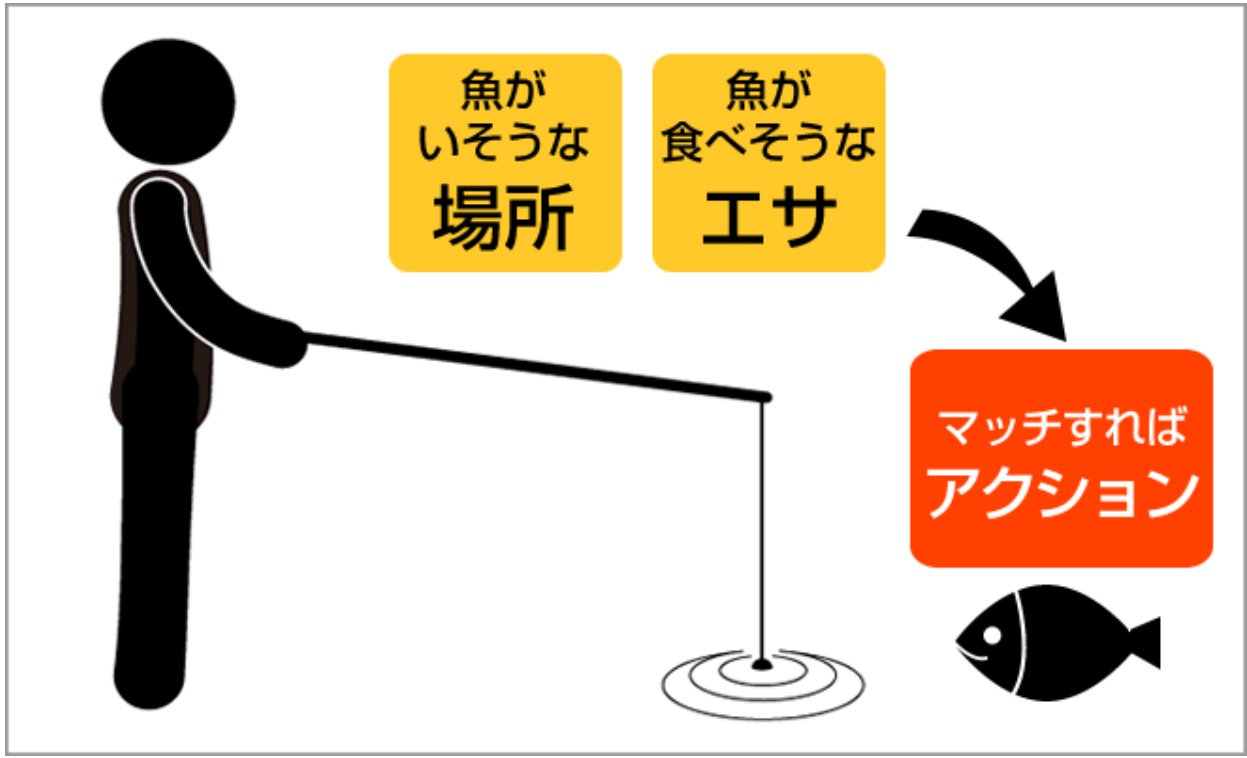 魚が
いそうな
場所
魚が
食べそうな
エサ
マッチすれば
アクション